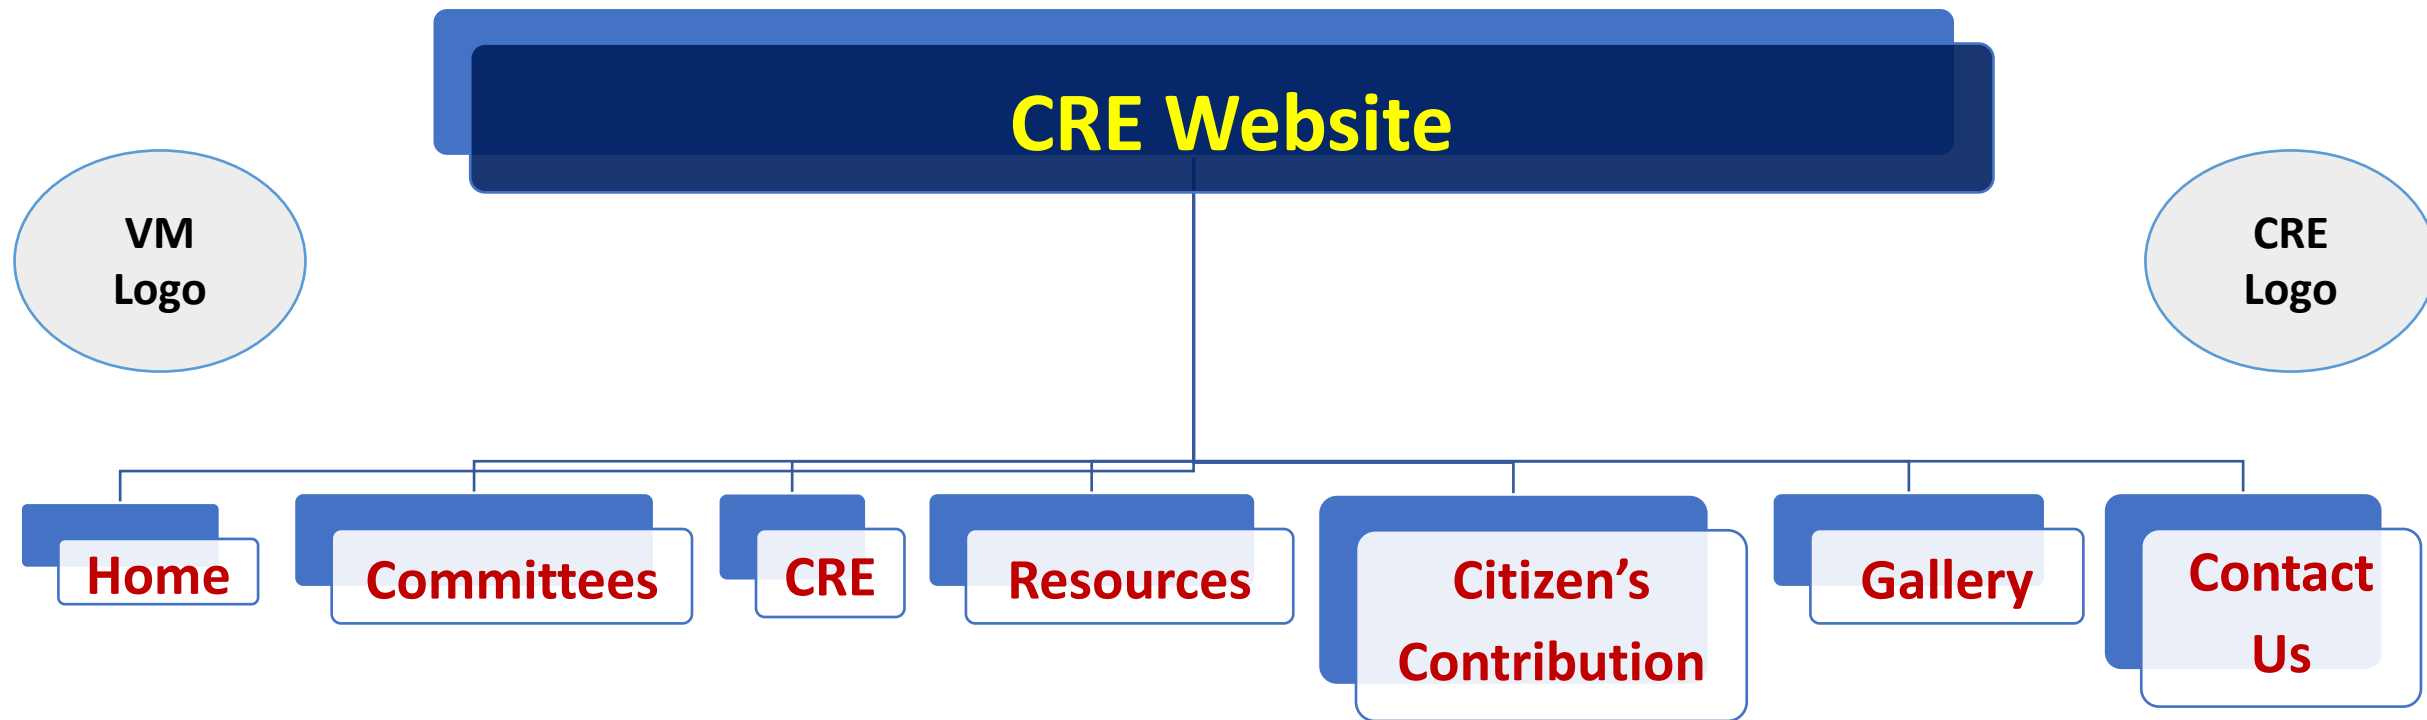 CRE Website
VM
Logo
CRE
Logo
Home
Committees
CRE
Resources
Citizen’s
Contribution
Gallery
Contact
Us